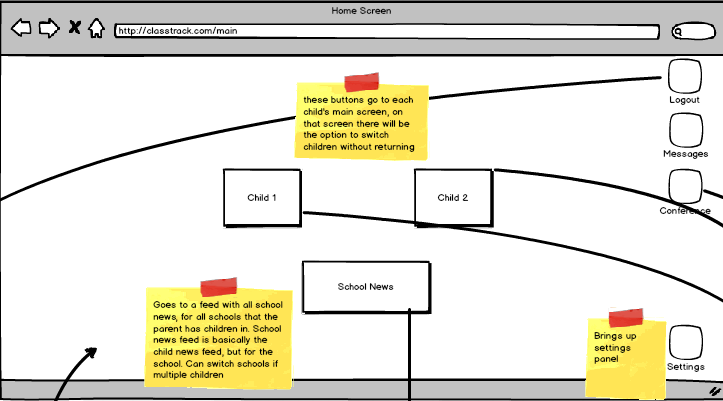 Home Screen
http://classtrack.com/main
these buttons go to each
child's main screen, on
that screen there will be
the option to switch
children without returning
Logout
Messages
Conference
Child 1
Child 2
School News
Goes to a feed with all school
news, for all schools that the
parent has children in. School
news feed is basically the
child news feed, but for the
school. Can switch schools if
multiple children
Brings up
settings
panel
Settings